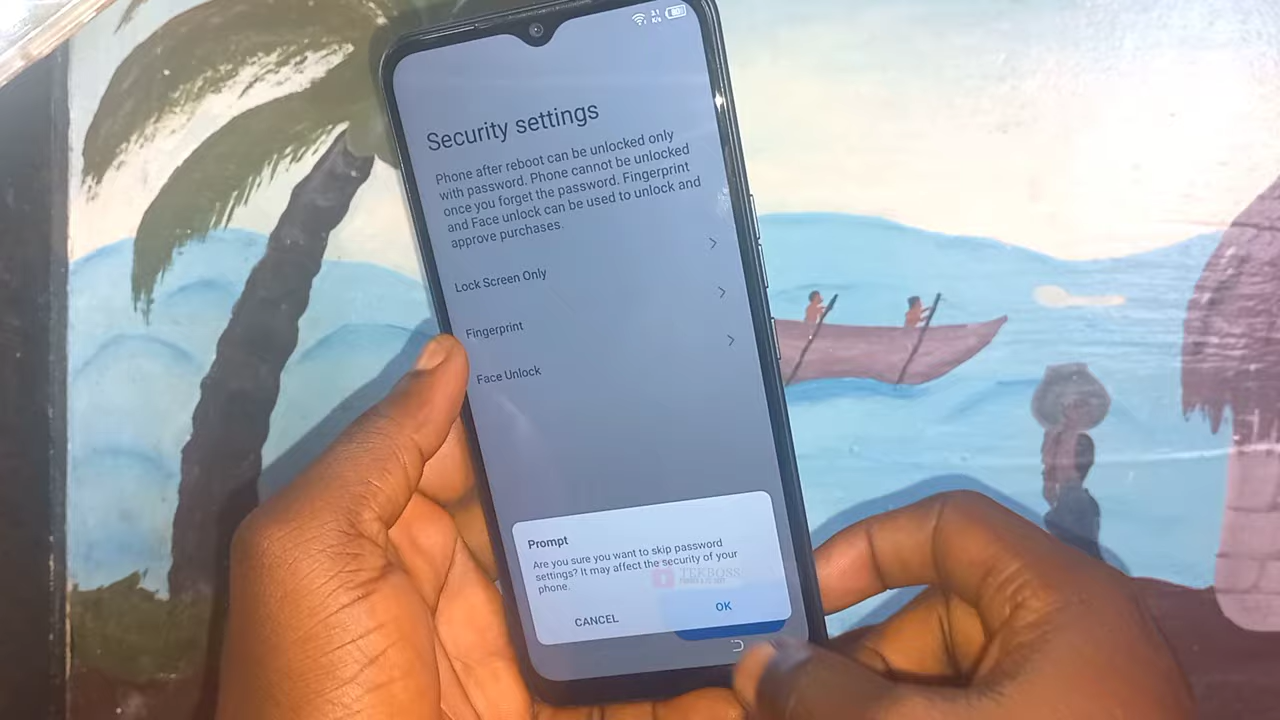 80
Security settings
Phone after reboot can be unlocked only
with password. Phone cannot be unlocked
once you forget the password. Fingerprint
and Face unlock can be used to unlock and
approve purchases.
Lock Screen Only
Fingerprint
Face Unlock
Prompt
Are you sure you want to skip password
settings? It may affect the security of your
phone.
TEKBOSS
CANCEL
OK